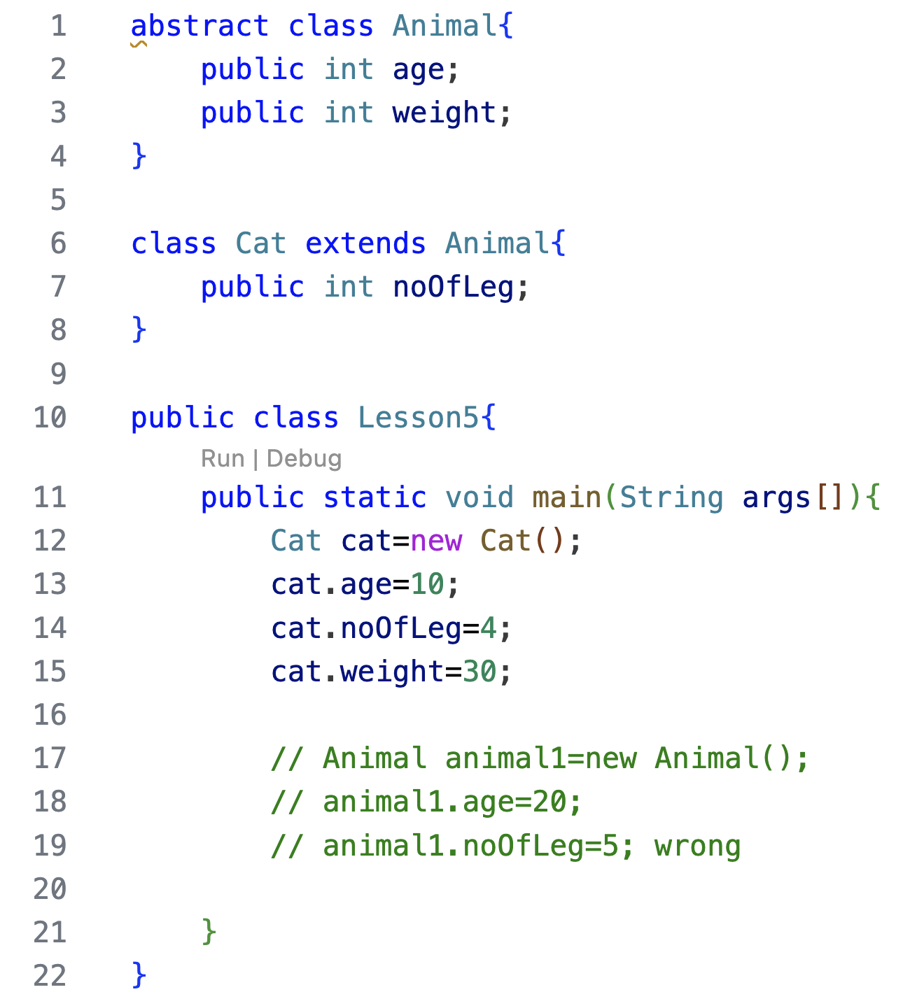 1 abstract class Animal{
2     public int age;
3     public int weight;
4 }
5
6 class Cat extends Animal{
7     public int noOfLeg;
8 }
9
10 public class Lesson5{
Run | Debug
11     public static void main(String args[]){
12         Cat cat=new Cat();
13         cat.age=10;
14         cat.noOfLeg=4;
15         cat.weight=30;
16
17         // Animal animal1=new Animal();
18         // animal1.age=20;
19         // animal1.noOfLeg=5; wrong
20
21     }
22 }